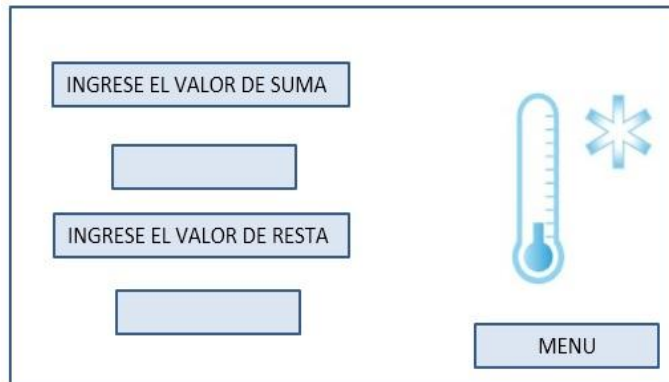 INGRESE EL VALOR DE SUMA
INGRESE EL VALOR DE RESTA
MENU